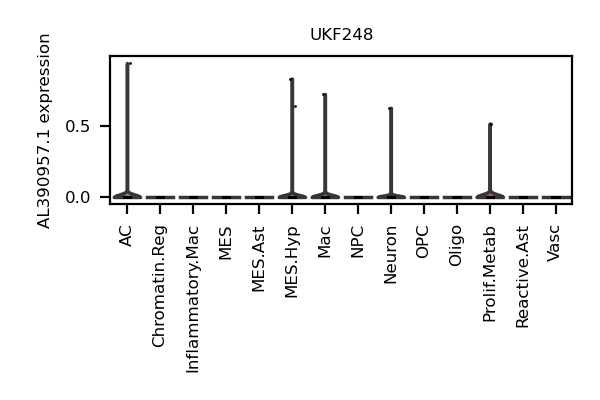 UKF248
AL390957.1 expression
0.5
0.0
AC
Chromatin.Reg
Inflammatory.Mac
MES
MES.Ast
MES.Hyp
Mac
NPC
Neuron
OPC
Oligo
Prolif.Metab
Reactive.Ast
Vasc